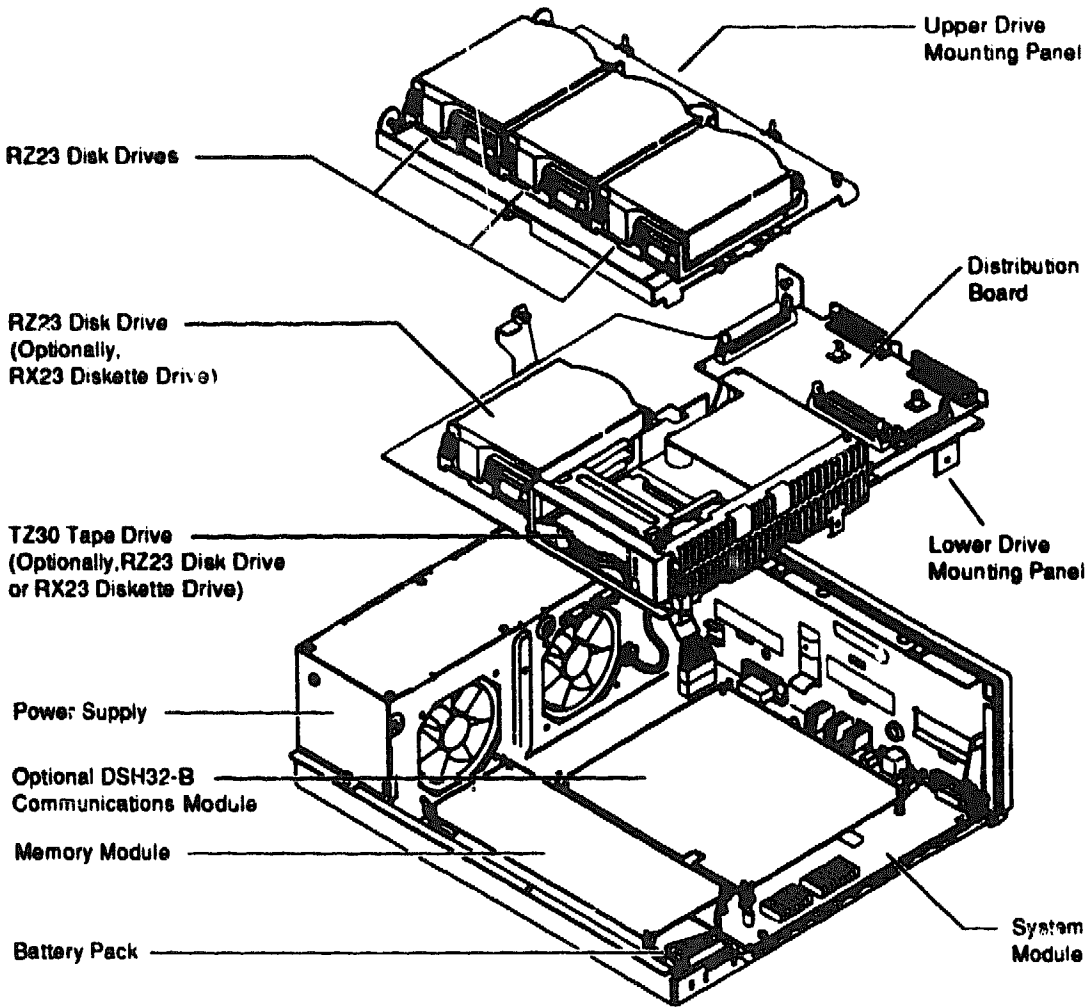 Upper Drive
Mounting Panel
RZ23 Disk Drives
Distribution
Board
RZ23 Disk Drive
(Optionally,
RX23 Diskette Drive)
TZ30 Tape Drive
(Optionally,RZ23 Disk Drive
or RX23 Diskette Drive)
Lower Drive
Mounting Panel
Power Supply
Optional DSH32-B
Communications Module
Memory Module
Battery Pack
System
Module